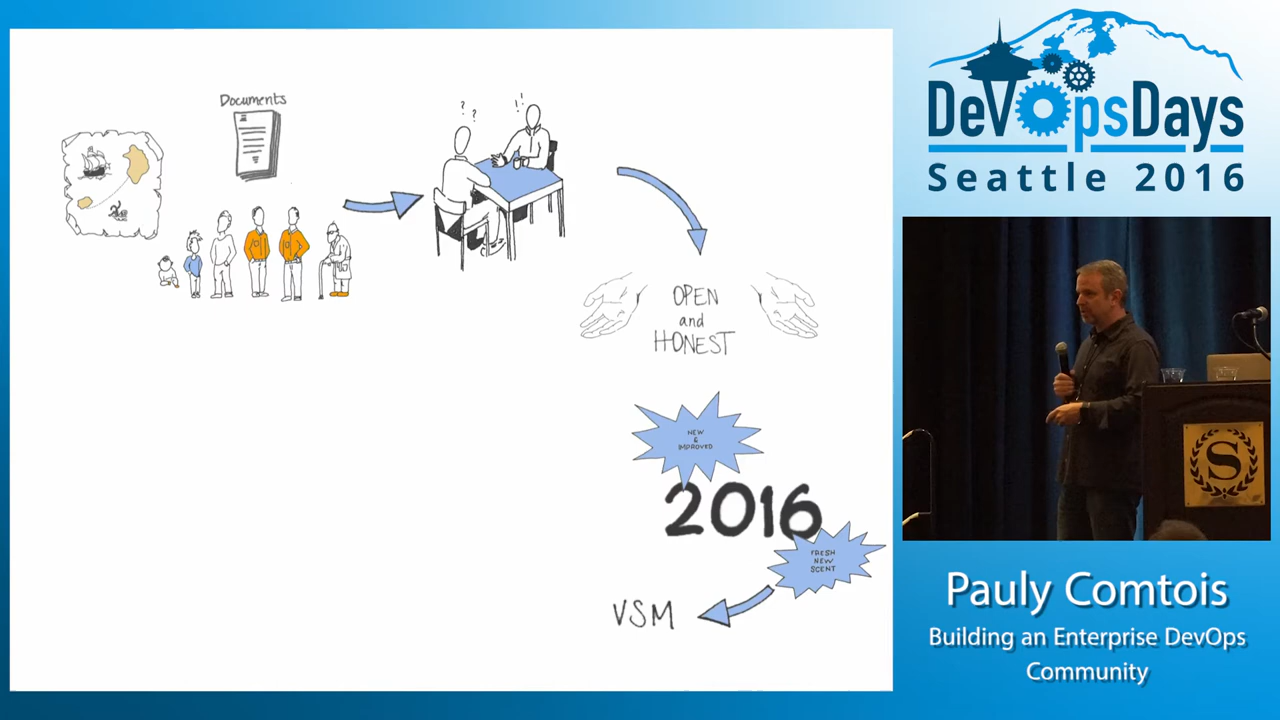 Documents
? ?
!!
OPEN
and
HONEST
NEW
&
IMPROVED
2016
FRESH
NEW
SCENT
VSM
DevOpsDays
Seattle 2016
S
Pauly Comtois
Building an Enterprise DevOps
Community